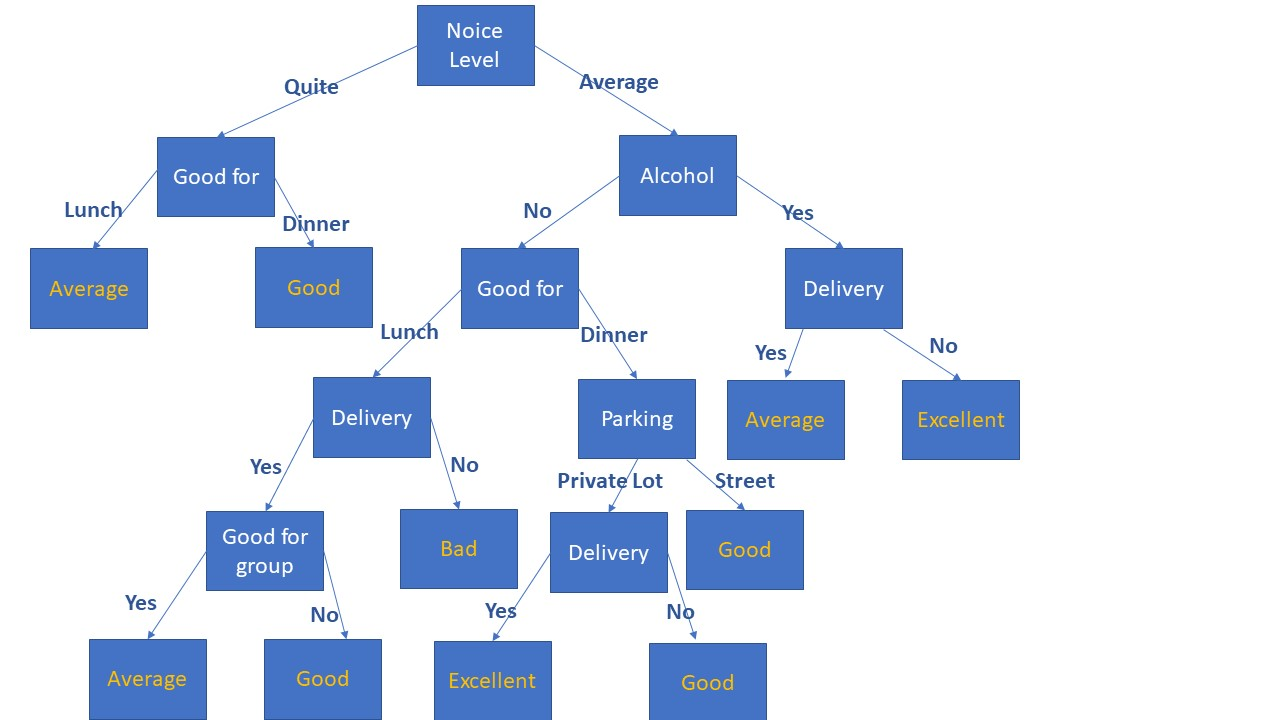 Noice
Level
Quite
Average
Good for
Alcohol
Lunch
Dinner
No
Yes
Average
Good
Good for
Delivery
Lunch
Dinner
Yes
No
Delivery
Parking
Average
Excellent
Yes
No
Private Lot
Street
Good for
group
Bad
Delivery
Good
Yes
No
Yes
No
Average
Good
Excellent
Good